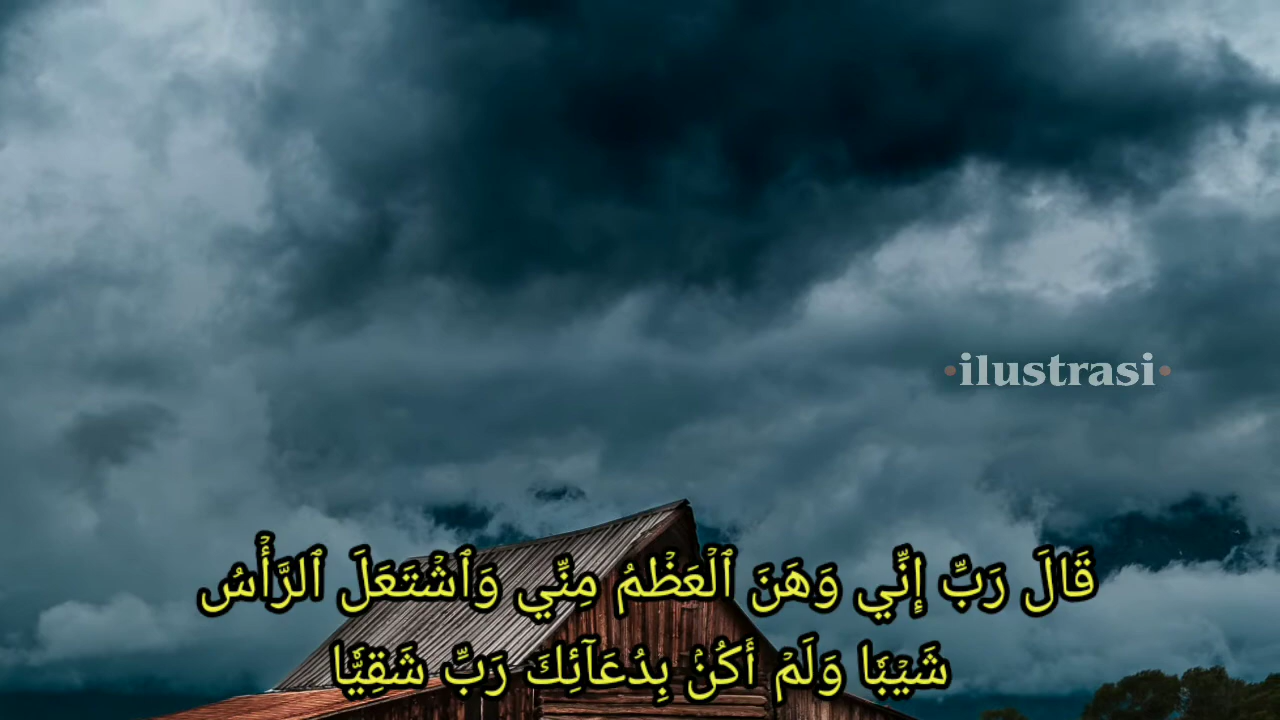 •ilustrasi•
قَالَ رَبِّ إِنِّي وَهَنَ ٱلْعَظْمُ مِنِّي وَٱشْتَعَلَ ٱلرَّأْسُ
شَيْبًا وَلَمْ أَكُنۢ بِدُعَآئِكَ رَبِّ شَقِيًّا